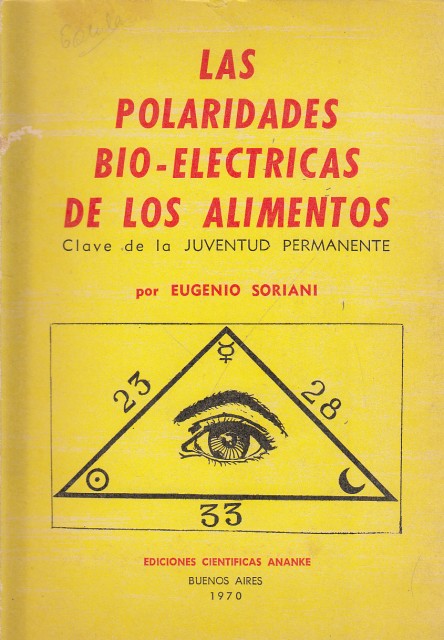 LAS
POLARIDADES
BIO-ELECTRICAS
DE LOS ALIMENTOS
Clave de la JUVENTUD PERMANENTE
por EUGENIO SORIANI
☿
23
28
☉
☾
33
EDICIONES CIENTIFICAS ANANKE
BUENOS AIRES
1970